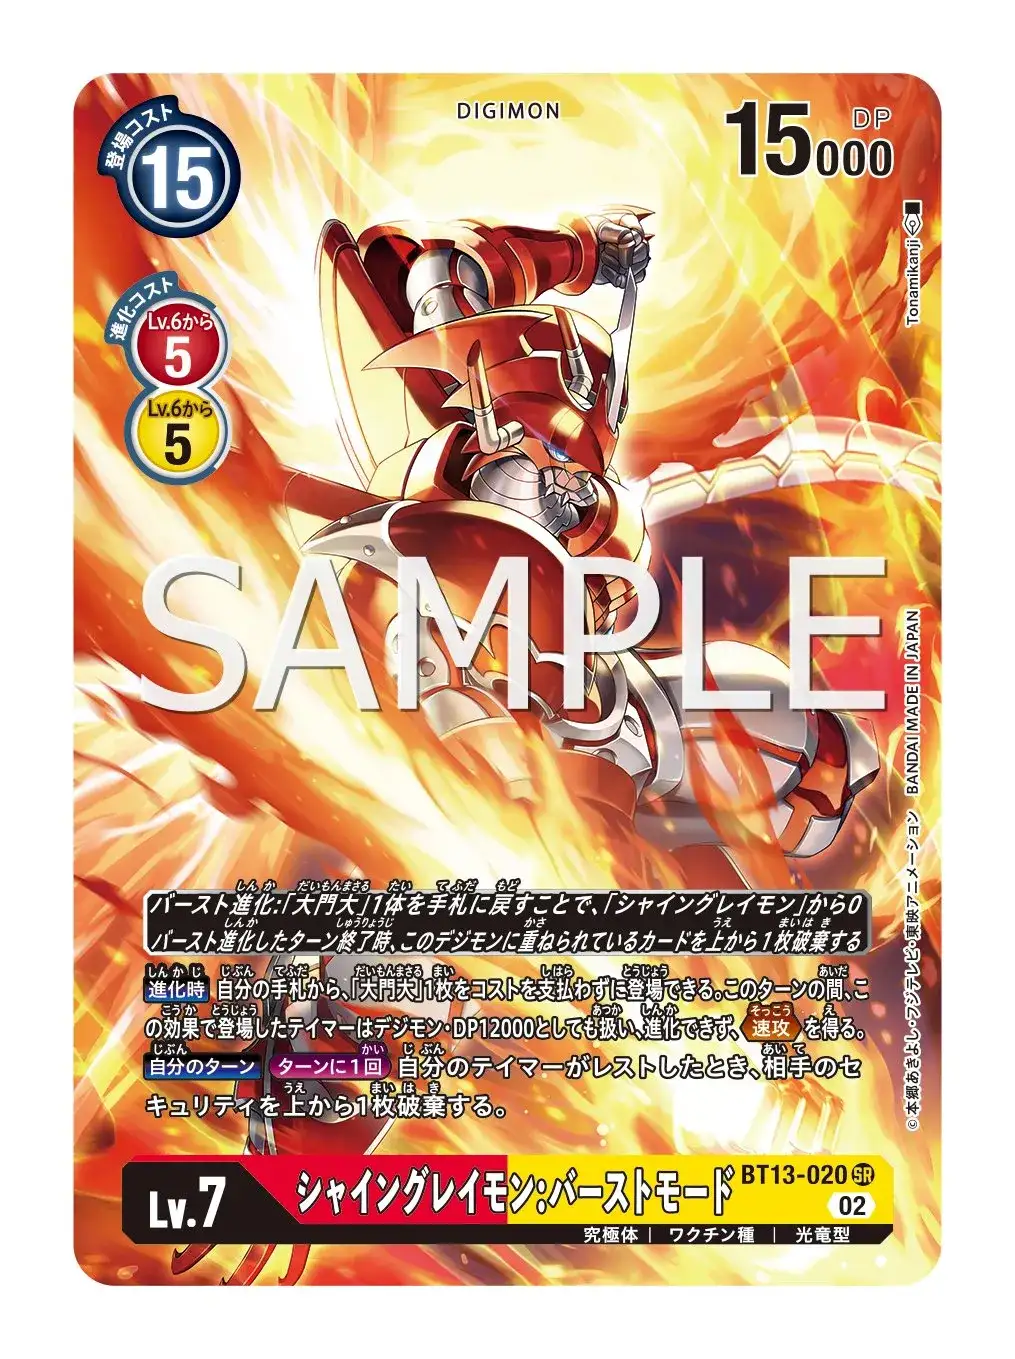 DIGIMON
登場コスト
15
15000
DP
進化コスト
Lv.6から
5
Lv.6から
5
Tonamikanji
SAMPLE
©本郷あきよし・フジテレビ・東映アニメーション BANDAI MADE IN JAPAN
バースト進化:「大門大」1体を手札に戻すことで、「シャイングレイモン」から0
バースト進化したターン終了時、このデジモンに重ねられているカードを上から1枚破棄する
進化時 自分の手札から、「大門大」1枚をコストを支払わずに登場できる。このターンの間、こ
の効果で登場したテイマーはデジモン・DP12000としても扱い、進化できず、速攻を得る。
自分のターン ターンに1回 自分のテイマーがレストしたとき、相手のセ
キュリティを上から1枚破棄する。
Lv.7
シャイングレイモン:バーストモード
BT13-020 SR
02
究極体 | ワクチン種 | 光竜型